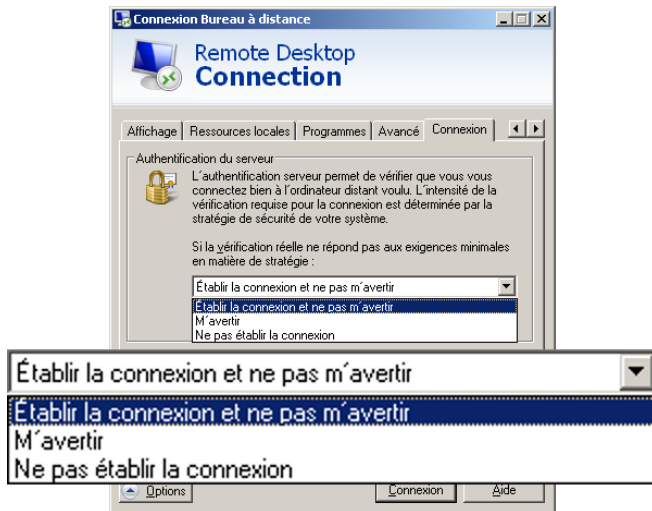 Connexion Bureau à distance
Remote Desktop
Connection
Affichage Ressources locales Programmes Avancé Connexion
Authentification du serveur
L´authentification serveur permet de vérifier que vous vous
connectez bien à l´ordinateur distant voulu. L´intensité de la
vérification requise pour la connexion est déterminée par la
stratégie de sécurité de votre système.
Si la vérification réelle ne répond pas aux exigences minimales
en matière de stratégie :
Établir la connexion et ne pas m´avertir
Établir la connexion et ne pas m´avertir
M´avertir
Ne pas établir la connexion
Établir la connexion et ne pas m´avertir
Établir la connexion et ne pas m´avertir
M´avertir
Ne pas établir la connexion
Options Connexion Aide